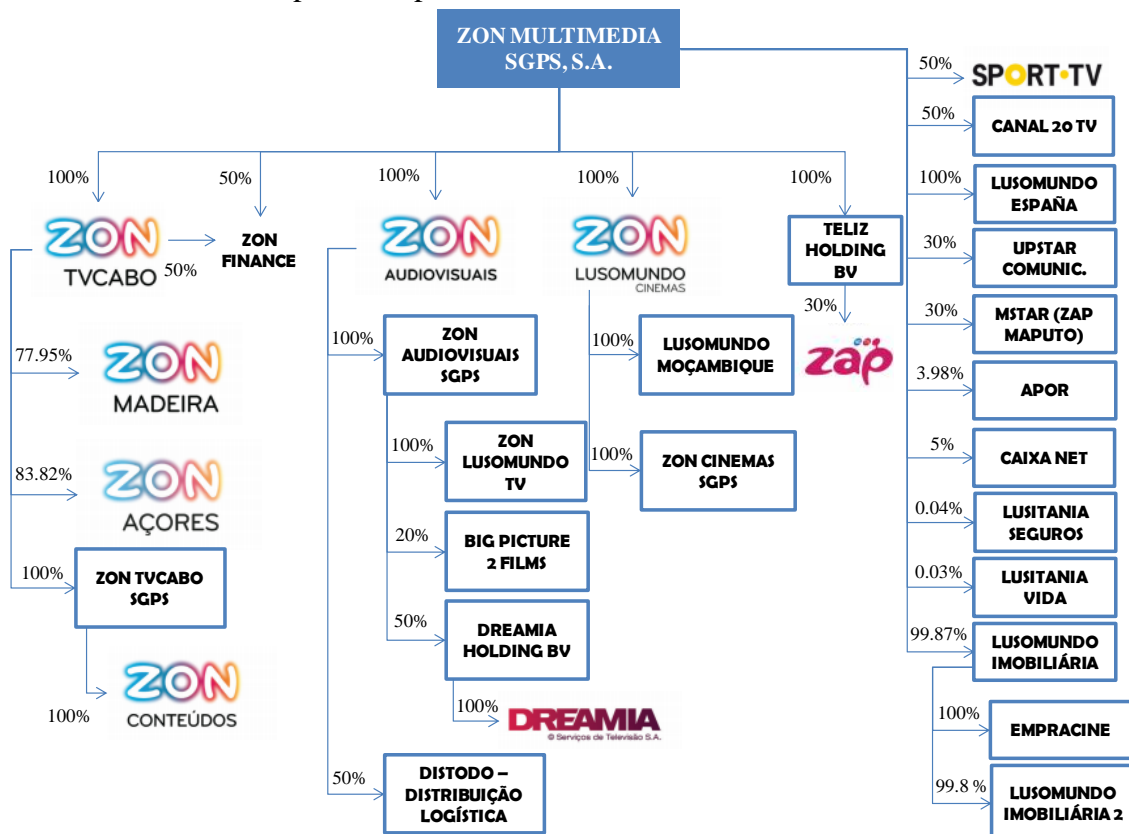 ZON MULTIMEDIA
SGPS, S.A.
50%
SPORT•TV
50%
CANAL 20 TV
100%
LUSOMUNDO
ESPAÑA
30%
UPSTAR
COMUNIC.
30%
MSTAR (ZAP
MAPUTO)
3.98%
APOR
5%
CAIXA NET
0.04%
LUSITANIA
SEGUROS
0.03%
LUSITANIA
VIDA
99.87%
LUSOMUNDO
IMOBILIÁRIA
100%
EMPRACINE
99.8 %
LUSOMUNDO
IMOBILIÁRIA 2
100%
ZON
TVCABO
50%
50%
ZON
FINANCE
77.95%
ZON
MADEIRA
83.82%
ZON
AÇORES
100%
ZON TVCABO
SGPS
100%
ZON
CONTEÚDOS
100%
ZON
AUDIOVISUAIS
100%
ZON
AUDIOVISUAIS
SGPS
100%
ZON
LUSOMUNDO
TV
20%
BIG PICTURE
2 FILMS
50%
DREAMIA
HOLDING BV
100%
DREAMIA
© Serviços de Televisão S.A.
50%
DISTODO –
DISTRIBUIÇÃO
LOGÍSTICA
100%
ZON
LUSOMUNDO
CINEMAS
100%
LUSOMUNDO
MOÇAMBIQUE
100%
ZON CINEMAS
SGPS
100%
TELIZ
HOLDING
BV
30%
zap